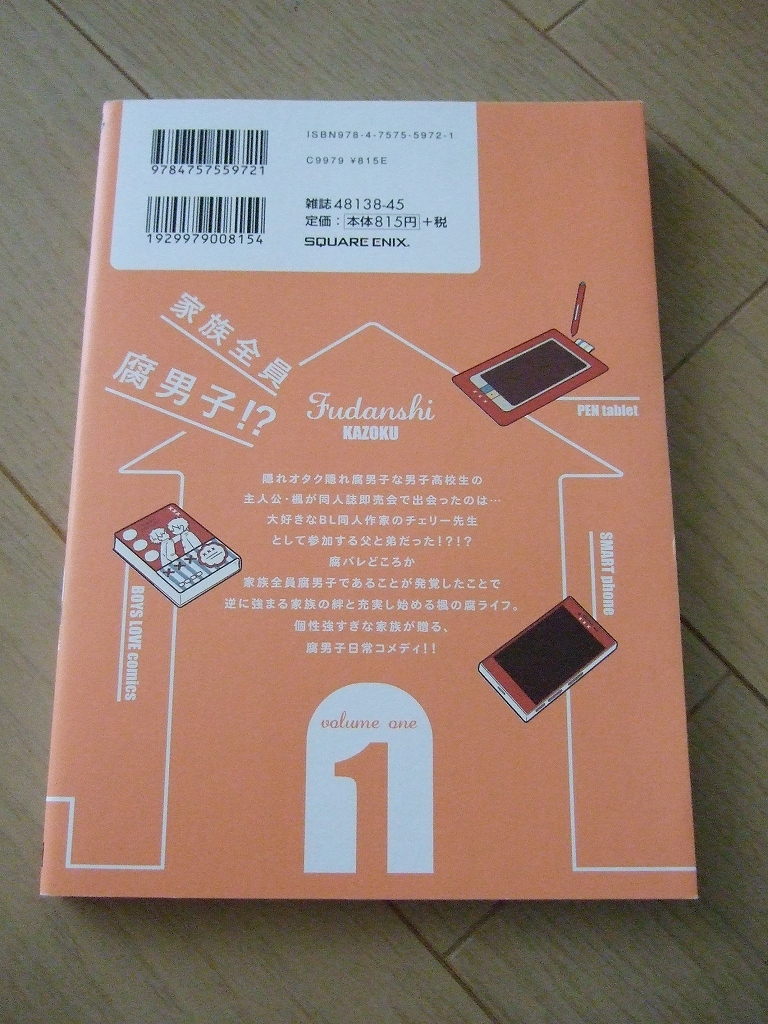 ISBN978-4-7575-5972-1
C9979 ¥815E
9784757559721
雑誌48138-45
定価：本体815円+税
1929979008154
SQUARE ENIX®
家族全員
腐男子!?
Fudanshi
KAZOKU
PEN tablet
隠れオタク隠れ腐男子な男子高校生の
主人公・楓が同人誌即売会で出会ったのは…
大好きなBL同人作家のチェリー先生
として参加する父と弟だった!?!?
腐バレどころか
家族全員腐男子であることが発覚したことで
逆に強まる家族の絆と充実し始める楓の腐ライフ。
個性強すぎな家族が贈る、
腐男子日常コメディ!!
SMART phone
BOYS LOVE comics
volume one
1